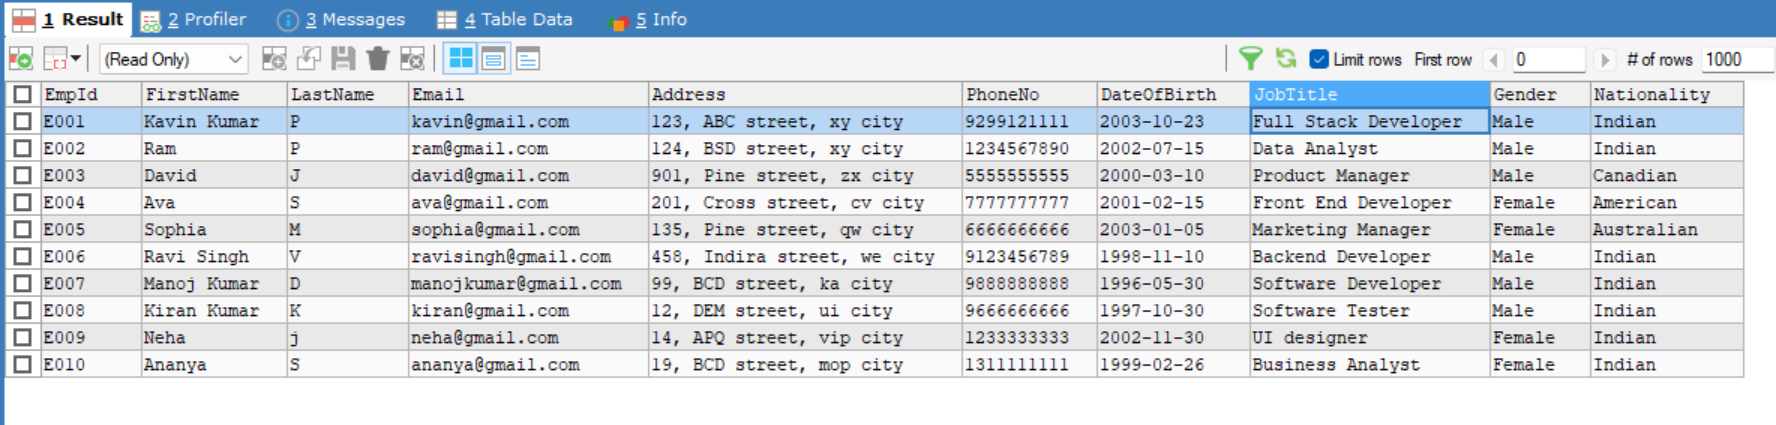 1 Result 2 Profiler 3 Messages 4 Table Data 5 Info
(Read Only) Limit rows First row 0 # of rows 1000
EmpId FirstName LastName Email Address PhoneNo DateOfBirth JobTitle Gender Nationality
E001 Kavin Kumar P kavin@gmail.com 123, ABC street, xy city 9299121111 2003-10-23 Full Stack Developer Male Indian
E002 Ram P ram@gmail.com 124, BSD street, xy city 1234567890 2002-07-15 Data Analyst Male Indian
E003 David J david@gmail.com 901, Pine street, zx city 5555555555 2000-03-10 Product Manager Male Canadian
E004 Ava S ava@gmail.com 201, Cross street, cv city 7777777777 2001-02-15 Front End Developer Female American
E005 Sophia M sophia@gmail.com 135, Pine street, qw city 6666666666 2003-01-05 Marketing Manager Female Australian
E006 Ravi Singh V ravisingh@gmail.com 458, Indira street, we city 9123456789 1998-11-10 Backend Developer Male Indian
E007 Manoj Kumar D manojkumar@gmail.com 99, BCD street, ka city 9888888888 1996-05-30 Software Developer Male Indian
E008 Kiran Kumar K kiran@gmail.com 12, DEM street, ui city 9666666666 1997-10-30 Software Tester Male Indian
E009 Neha j neha@gmail.com 14, APQ street, vip city 1233333333 2002-11-30 UI designer Female Indian
E010 Ananya S ananya@gmail.com 19, BCD street, mop city 1311111111 1999-02-26 Business Analyst Female Indian